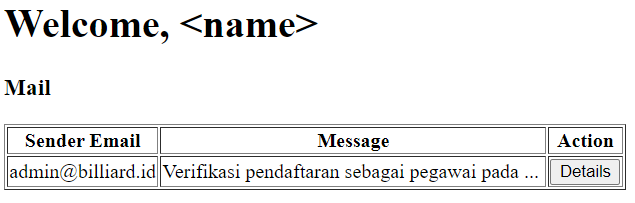 Welcome, <name>
Mail
Sender Email Message Action
admin@billiard.id Verifikasi pendaftaran sebagai pegawai pada ... Details